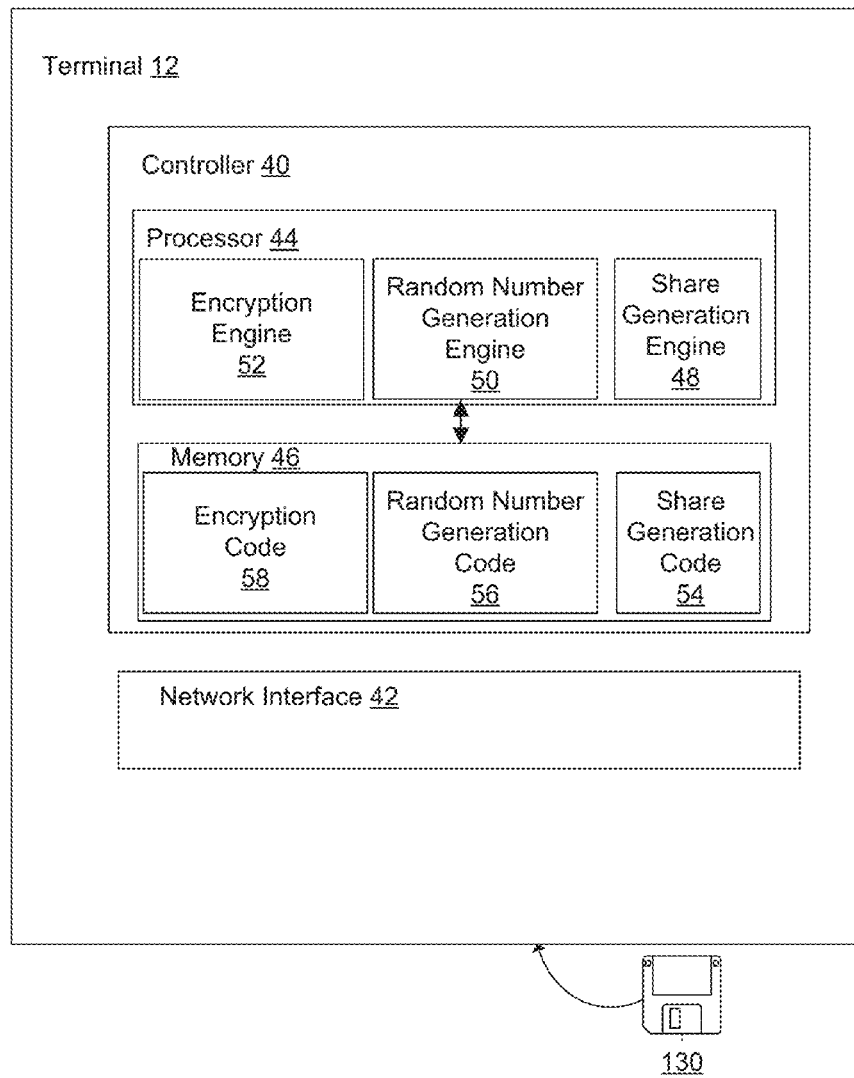 Terminal 12
Controller 40
Processor 44
Encryption
Engine
52
Random Number
Generation
Engine
50
Share
Generation
Engine
48
Memory 46
Encryption
Code
58
Random Number
Generation
Code
56
Share
Generation
Code
54
Network Interface 42
130